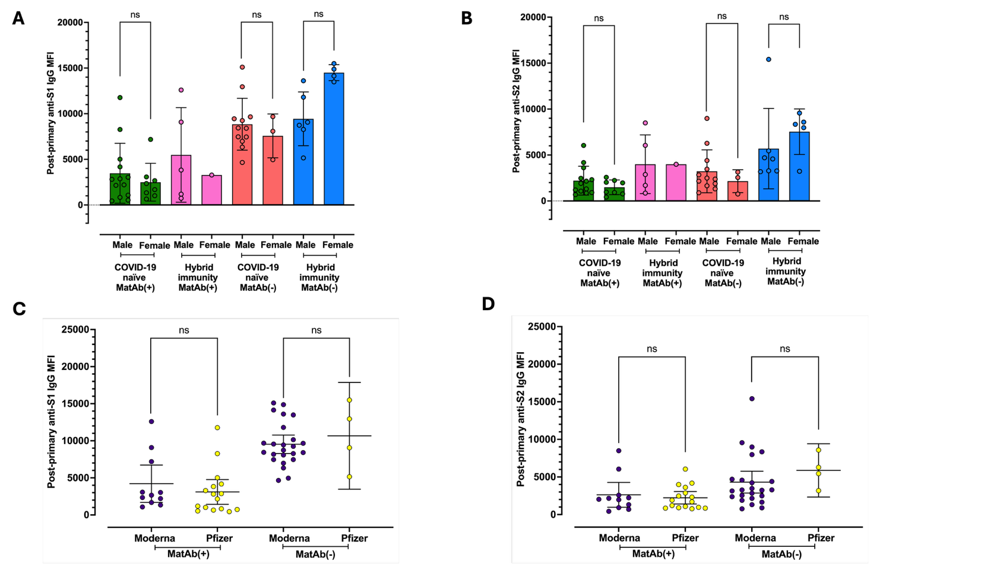 A
Post-primary anti-S1 IgG MFI
20000
15000
10000
5000
0
ns
ns
ns
Male Female Male Female Male Female Male Female
COVID-19
naïve
MatAb(+)
Hybrid
immunity
MatAb(+)
COVID-19
naïve
MatAb(-)
Hybrid
immunity
MatAb(-)
B
Post-primary anti-S2 IgG MFI
20000
15000
10000
5000
0
ns
ns
ns
Male Female Male Female Male Female Male Female
COVID-19
naïve
MatAb(+)
Hybrid
immunity
MatAb(+)
COVID-19
naïve
MatAb(-)
Hybrid
immunity
MatAb(-)
C
Post-primary anti-S1 IgG MFI
25000
20000
15000
10000
5000
0
ns
ns
Moderna Pfizer Moderna Pfizer
MatAb(+) MatAb(-)
D
Post-primary anti-S2 IgG MFI
25000
20000
15000
10000
5000
0
ns
ns
Moderna Pfizer Moderna Pfizer
MatAb(+) MatAb(-)